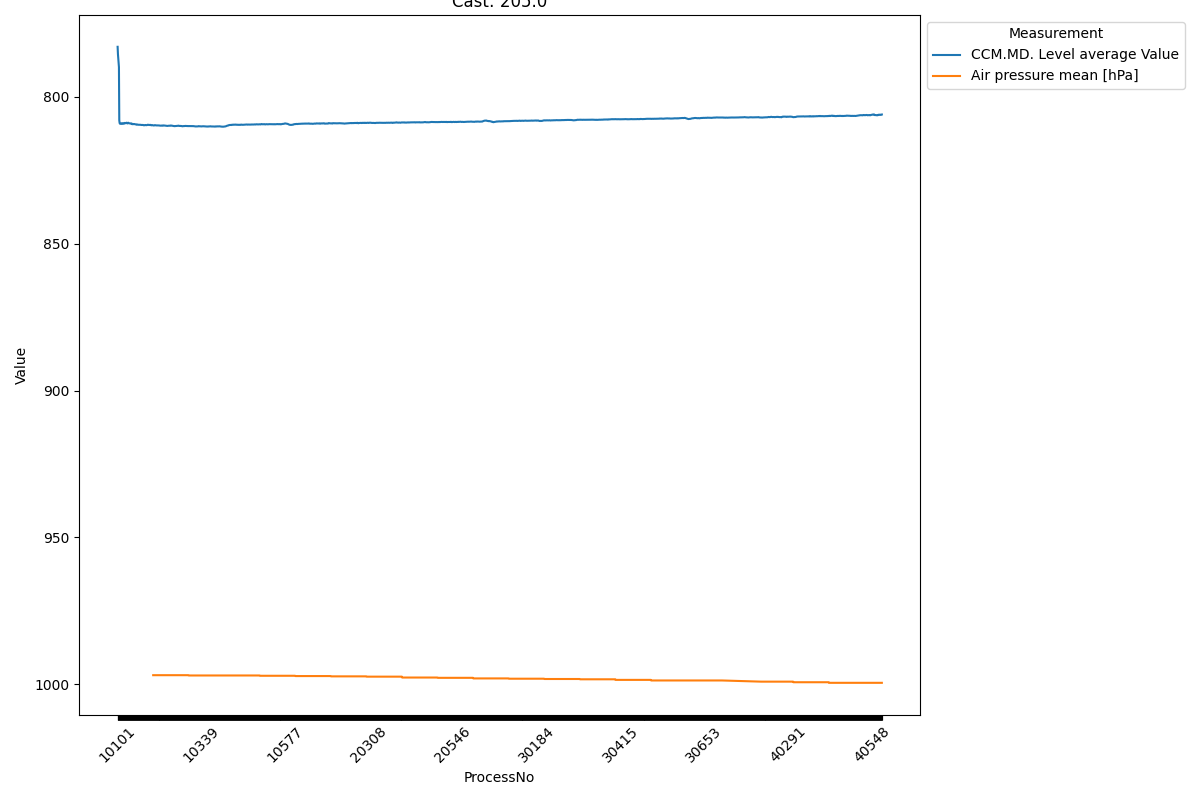 Cast: 205.0
Measurement
CCM.MD. Level average Value
Air pressure mean [hPa]
800
850
900
950
1000
Value
10101
10339
10577
20308
20546
30184
30415
30653
40291
40548
ProcessNo